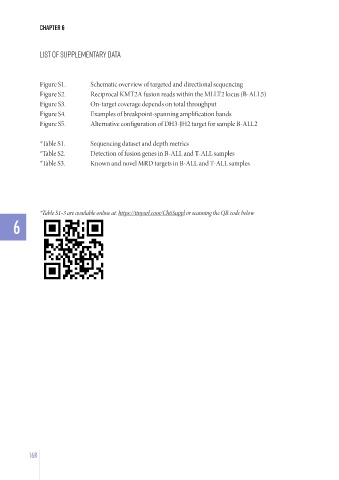 CHAPTER 6
LIST OF SUPPLEMENTARY DATA
Figure S1. Schematic overview of targeted and directional sequencing
Figure S2. Reciprocal KMT2A fusion reads within the MLLT2 locus (B-ALL5)
Figure S3. On-target coverage depends on total throughput
Figure S4. Examples of breakpoint-spanning amplification bands
Figure S5. Alternative configuration of DH3-JH2 target for sample B-ALL2
*Table S1. Sequencing dataset and depth metrics
*Table S2. Detection of fusion genes in B-ALL and T-ALL samples
*Table S3. Known and novel MRD targets in B-ALL and T-ALL samples
*Table S1-3 are available online at: https://tinyurl.com/Ch6Suppl or scanning the QR code below
6
168